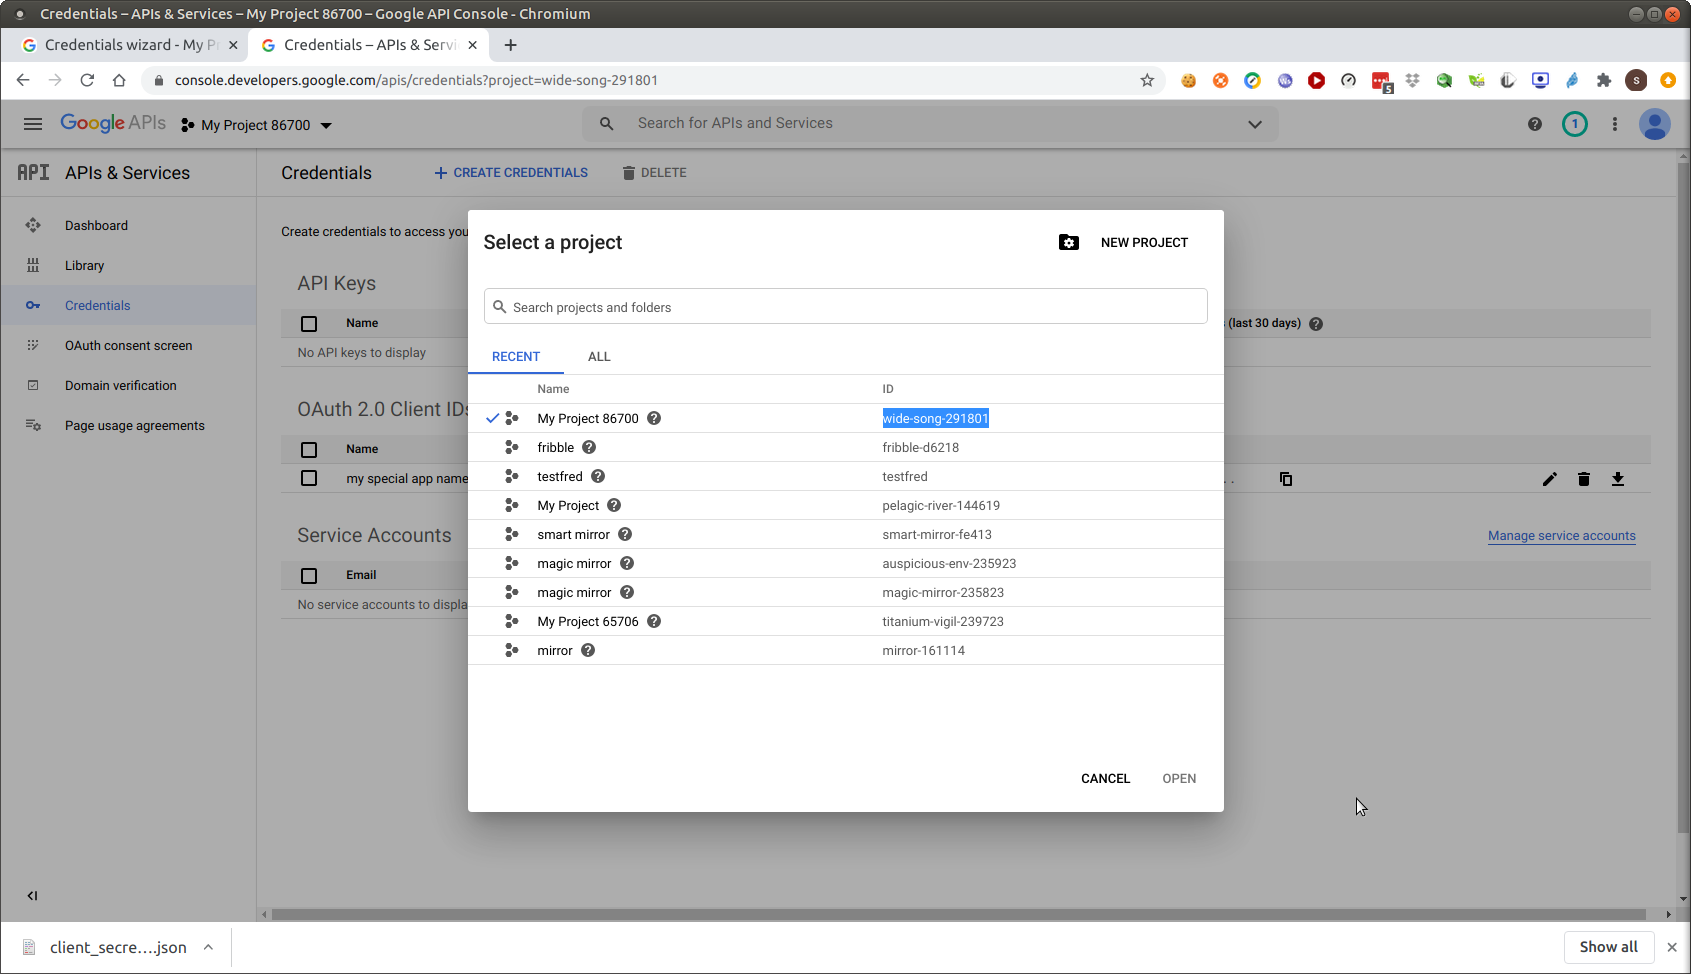 Credentials – APIs & Services – My Project 86700 – Google API Console - Chromium
Credentials wizard - My P
Credentials – APIs & Servi
console.developers.google.com/apis/credentials?project=wide-song-291801
5
S
Google APIs
My Project 86700
Search for APIs and Services
1
API
APIs & Services
Credentials
CREATE CREDENTIALS
DELETE
Dashboard
Library
Credentials
OAuth consent screen
Domain verification
Page usage agreements
Create credentials to access you
API Keys
Name
(last 30 days)
No API keys to display
OAuth 2.0 Client IDs
Name
my special app name
Service Accounts
Manage service accounts
Email
No service accounts to displa
Select a project
NEW PROJECT
Search projects and folders
RECENT
ALL
Name
ID
My Project 86700
wide-song-291801
fribble
fribble-d6218
testfred
testfred
My Project
pelagic-river-144619
smart mirror
smart-mirror-fe413
magic mirror
auspicious-env-235923
magic mirror
magic-mirror-235823
My Project 65706
titanium-vigil-239723
mirror
mirror-161114
CANCEL
OPEN
client_secre....json
Show all